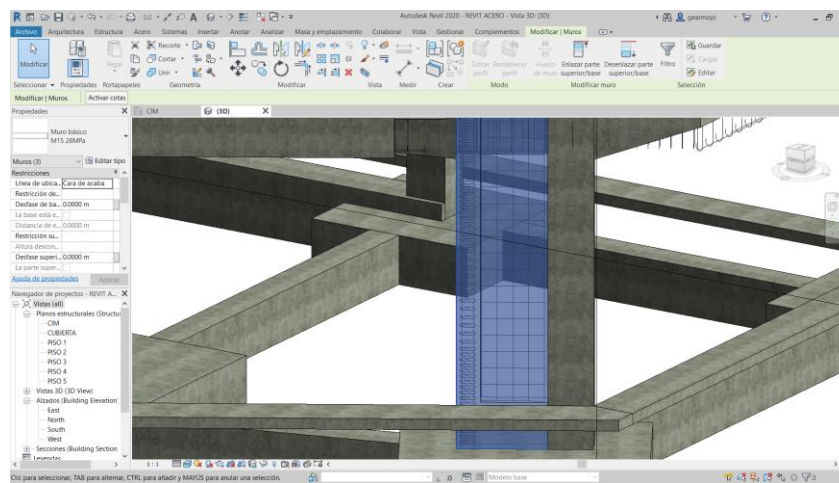 Autodesk Revit 2020 - REVIT ACERO - Vista 3D: {3D}
gearmopi
Archivo Arquitectura Estructura Acero Sistemas Insertar Anotar Analizar Masa y emplazamiento Colaborar Vista Gestionar Complementos Modificar | Muros
Modificar
Pegar
Recorte
Cortar
Unir
Editar perfil
Restablecer perfil
Hueco de muro
Enlazar parte superior/base
Desenlazar parte superior/base
Filtro
Guardar
Cargar
Editar
Seleccionar Propiedades Portapapeles Geometría Modificar Vista Medir Crear Modo Modificar muro Selección
Modificar | Muros Activar cotas
Propiedades X
CIM
{3D} X
Muro básico
M15 28MPa
Muros (3) Editar tipo
Restricciones
Línea de ubica... Cara de acaba
Restricción de...
Desfase de ba... 0.0000 m
La base está e...
Distancia de e... 0.0000 m
Restricción su...
Altura descon...
Desfase superi... 0.0000 m
La parte super...
Ayuda de propiedades Aplicar
Navegador de proyectos - REVIT A... X
Vistas (all)
Planos estructurales (Structu
CIM
CUBIERTA
PISO 1
PISO 2
PISO 3
PISO 4
PISO 5
Vistas 3D (3D View)
Alzados (Building Elevation
East
North
South
West
Secciones (Building Section
Leyendas
1:1
Clic para seleccionar, TAB para alternar, CTRL para añadir y MAYÚS para anular una selección.
:0
Modelo base